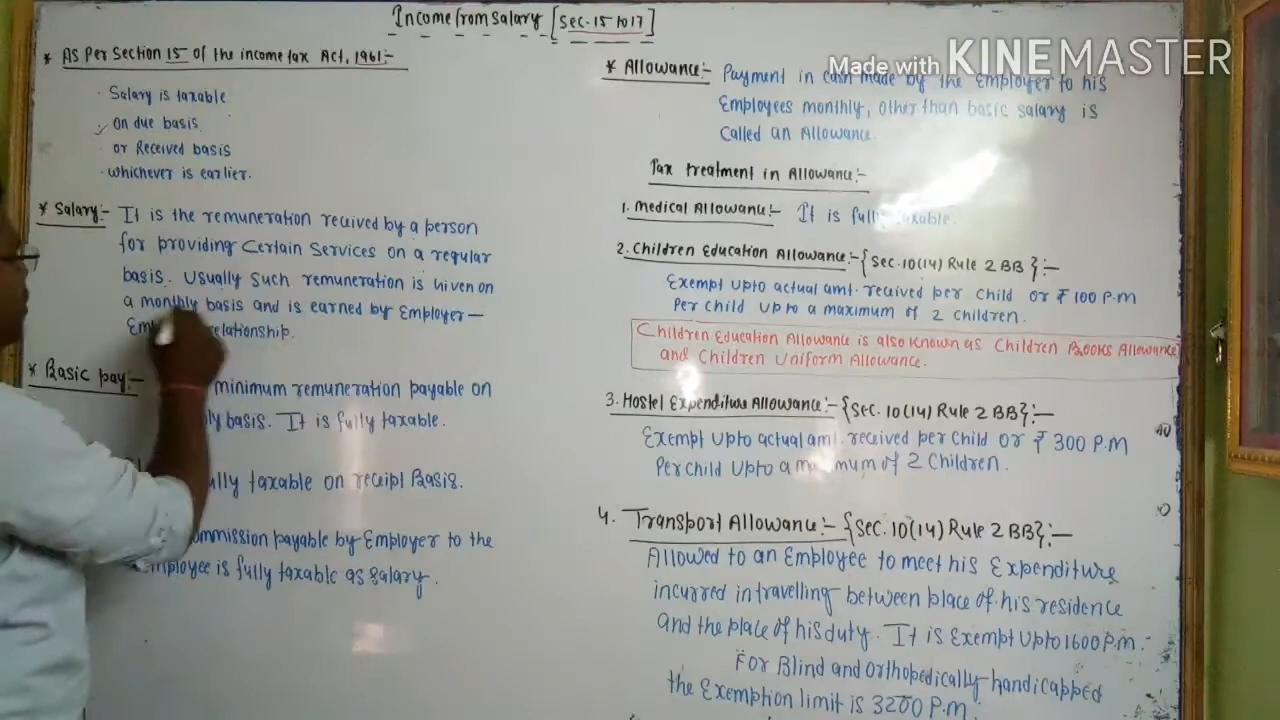 Income from salary [Sec. 15 to 17]
* As Per Section 15 of the income tax Act, 1961:-
· Salary is taxable
On due basis
or Received basis
· whichever is earlier.
* Salary:- It is the remuneration received by a person
for providing Certain Services on a regular
basis. Usually Such remuneration is Given on
a monthly basis and is earned by Employer-
relationship.
* Basic pay:- minimum remuneration payable on
basis. It is fully taxable.
taxable on receipt Basis.
payable by Employer to the
Employee is fully taxable as salary.
Made with KINEMASTER
* Allowance:- Payment in cash made by the Employer to his
Employees monthly, other than basic salary is
Called an Allowance.
Tax treatment in Allowance:-
1. Medical Allowance:- It is fully taxable.
2. Children Education Allowance:- {Sec. 10(14) Rule 2 BB}:-
Exempt upto actual amt. received per child or ₹ 100 P.M
Per child upto a maximum of 2 children.
Children Education Allowance is also known as Children Books Allowance
and Children Uniform Allowance.
3. Hostel Expenditure Allowance:- {Sec. 10(14) Rule 2 BB}:-
Exempt upto actual amt. received per child or ₹ 300 P.M
Per child upto a maximum of 2 Children.
4. Transport Allowance:- {Sec. 10(14) Rule 2 BB}:-
Allowed to an Employee to meet his Expenditure
incurred in travelling between place of his residence
and the place of his duty. It is Exempt upto 1600 P.M.
For Blind and orthopedically handicapped
the Exemption limit is 3200 P.M.